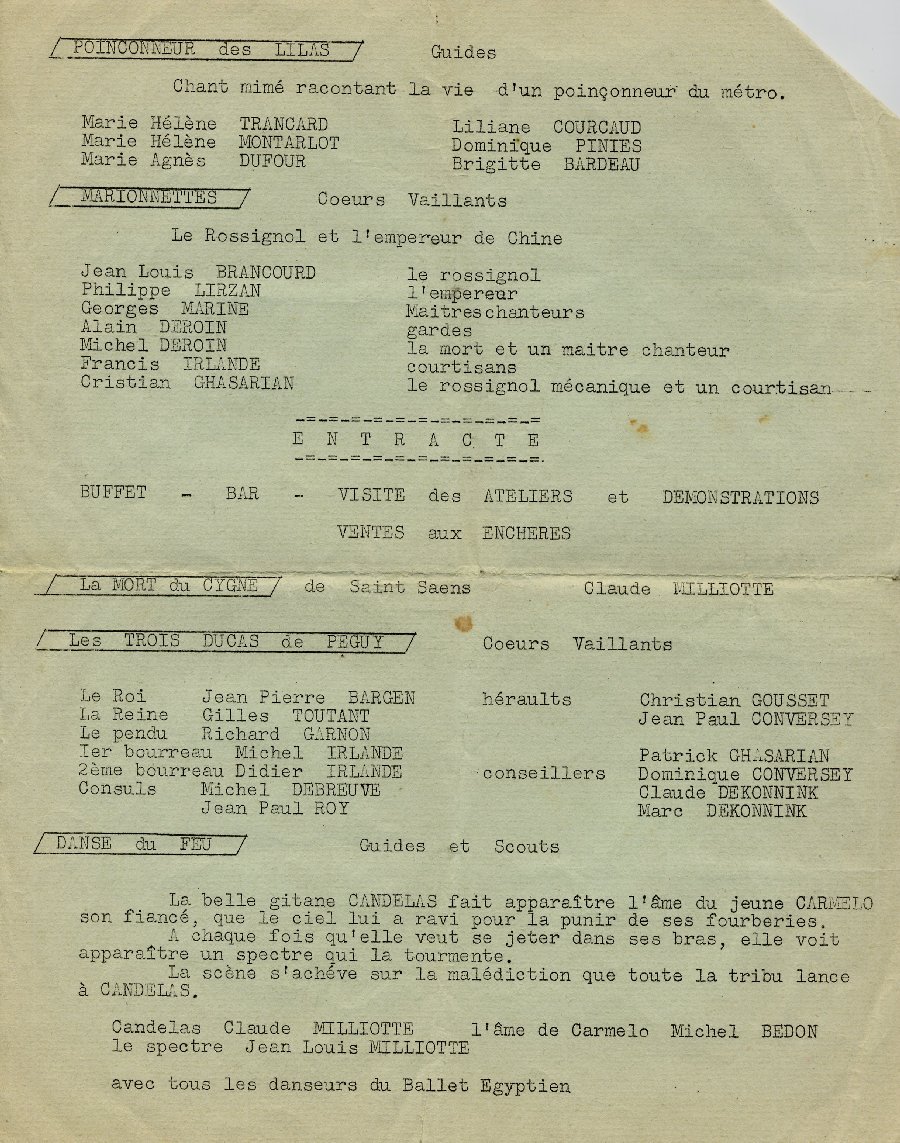 POINCONNEUR des LILAS Guides
Chant mimé racontant la vie d'un poinçonneur du métro.
Marie Hélène TRANCARD Liliane COURCAUD
Marie Hélène MONTARLOT Dominique PINIES
Marie Agnès DUFOUR Brigitte BARDEAU
MARIONNETTES Coeurs Vaillants
Le Rossignol et l'empereur de Chine
Jean Louis BRANCOURD le rossignol
Philippe LIRZAN l'empereur
Georges MARINE Maitres chanteurs
Alain DEROIN gardes
Michel DEROIN la mort et un maitre chanteur
Francis IRLANDE courtisans
Cristian GHASARIAN le rossignol mécanique et un courtisan
-=-=-=-=-=-=-=-=-=-=-=
E N T R A C T E
-=-=-=-=-=-=-=-=-=-=-=.
BUFFET - BAR - VISITE des ATELIERS et DEMONSTRATIONS
VENTES aux ENCHERES
La MORT du CYGNE de Saint Saens Claude MILLIOTTE
Les TROIS DUCAS de PEGUY Coeurs Vaillants
Le Roi Jean Pierre BARGEN héraults Christian GOUSSET
La Reine Gilles TOUTANT Jean Paul CONVERSEY
Le pendu Richard GARNON
Ier bourreau Michel IRLANDE Patrick GHASARIAN
2ème bourreau Didier IRLANDE conseillers Dominique CONVERSEY
Consuls Michel DEBREUVE Claude DEKONNINK
Jean Paul ROY Marc DEKONNINK
DANSE du FEU Guides et Scouts
La belle gitane CANDELAS fait apparaître l'âme du jeune CARMELO
son fiancé, que le ciel lui a ravi pour la punir de ses fourberies.
A chaque fois qu'elle veut se jeter dans ses bras, elle voit
apparaître un spectre qui la tourmente.
La scène s'achéve sur la malédiction que toute la tribu lance
à CANDELAS.
Candelas Claude MILLIOTTE l'âme de Carmelo Michel BEDON
le spectre Jean Louis MILLIOTTE
avec tous les danseurs du Ballet Egyptien